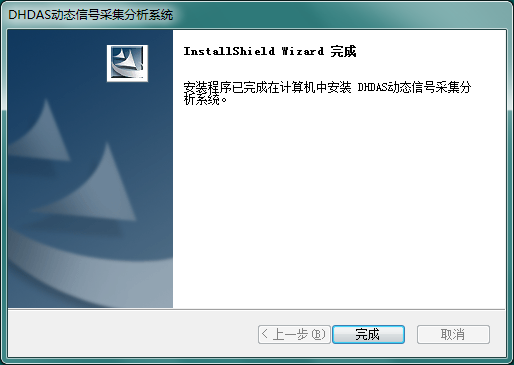 DHDAS动态信号采集分析系统
InstallShield Wizard 完成
安装程序已完成在计算机中安装 DHDAS动态信号采集分
析系统。
< 上一步(B)
完成
取消